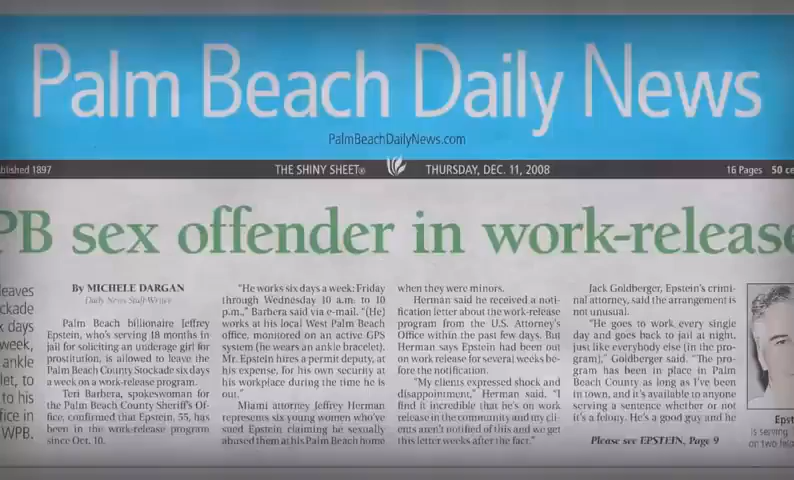 Palm Beach Daily News
PalmBeachDailyNews.com
blished 1897 THE SHINY SHEET® THURSDAY, DEC. 11, 2008 16 Pages 50 ce
PB sex offender in work-release
leaves
ckade
x days
week,
ankle
let, to
to his
fice in
WPB.
By MICHELE DARGAN
Daily News Staff Writer
Palm Beach billionaire Jeffrey
Epstein, who's serving 18 months in
jail for soliciting an underage girl for
prostitution, is allowed to leave the
Palm Beach County Stockade six days
a week on a work-release program.
Teri Barbera, spokeswoman for
the Palm Beach County Sheriff's Of-
fice, confirmed that Epstein, 55, has
been in the work-release program
since Oct. 10.
"He works six days a week: Friday
through Wednesday 10 a.m. to 10
p.m.," Barbera said via e-mail. "(He)
works at his local West Palm Beach
office, monitored on an active GPS
system (he wears an ankle bracelet).
Mr. Epstein hires a permit deputy, at
his expense, for his own security at
his workplace during the time he is
out."
Miami attorney Jeffrey Herman
represents six young women who've
sued Epstein claiming he sexually
abused them at his Palm Beach home
when they were minors.
Herman said he received a noti-
fication letter about the work-release
program from the U.S. Attorney's
Office within the past few days. But
Herman says Epstein had been out
on work release for several weeks be-
fore the notification.
"My clients expressed shock and
disappointment," Herman said. "I
find it incredible that he's on work
release in the community and my cli-
ents aren't notified of this and we get
this letter weeks after the fact."
Jack Goldberger, Epstein's crimi-
nal attorney, said the arrangement is
not unusual.
"He goes to work every single
day and goes back to jail at night,
just like everybody else (in the pro-
gram)," Goldberger said. "The pro-
gram has been in place in Palm
Beach County as long as I've been
in town, and it's available to anyone
serving a sentence whether or not
it's a felony. He's a good guy and he
Please see EPSTEIN, Page 9
Epst
is serving
on two felo